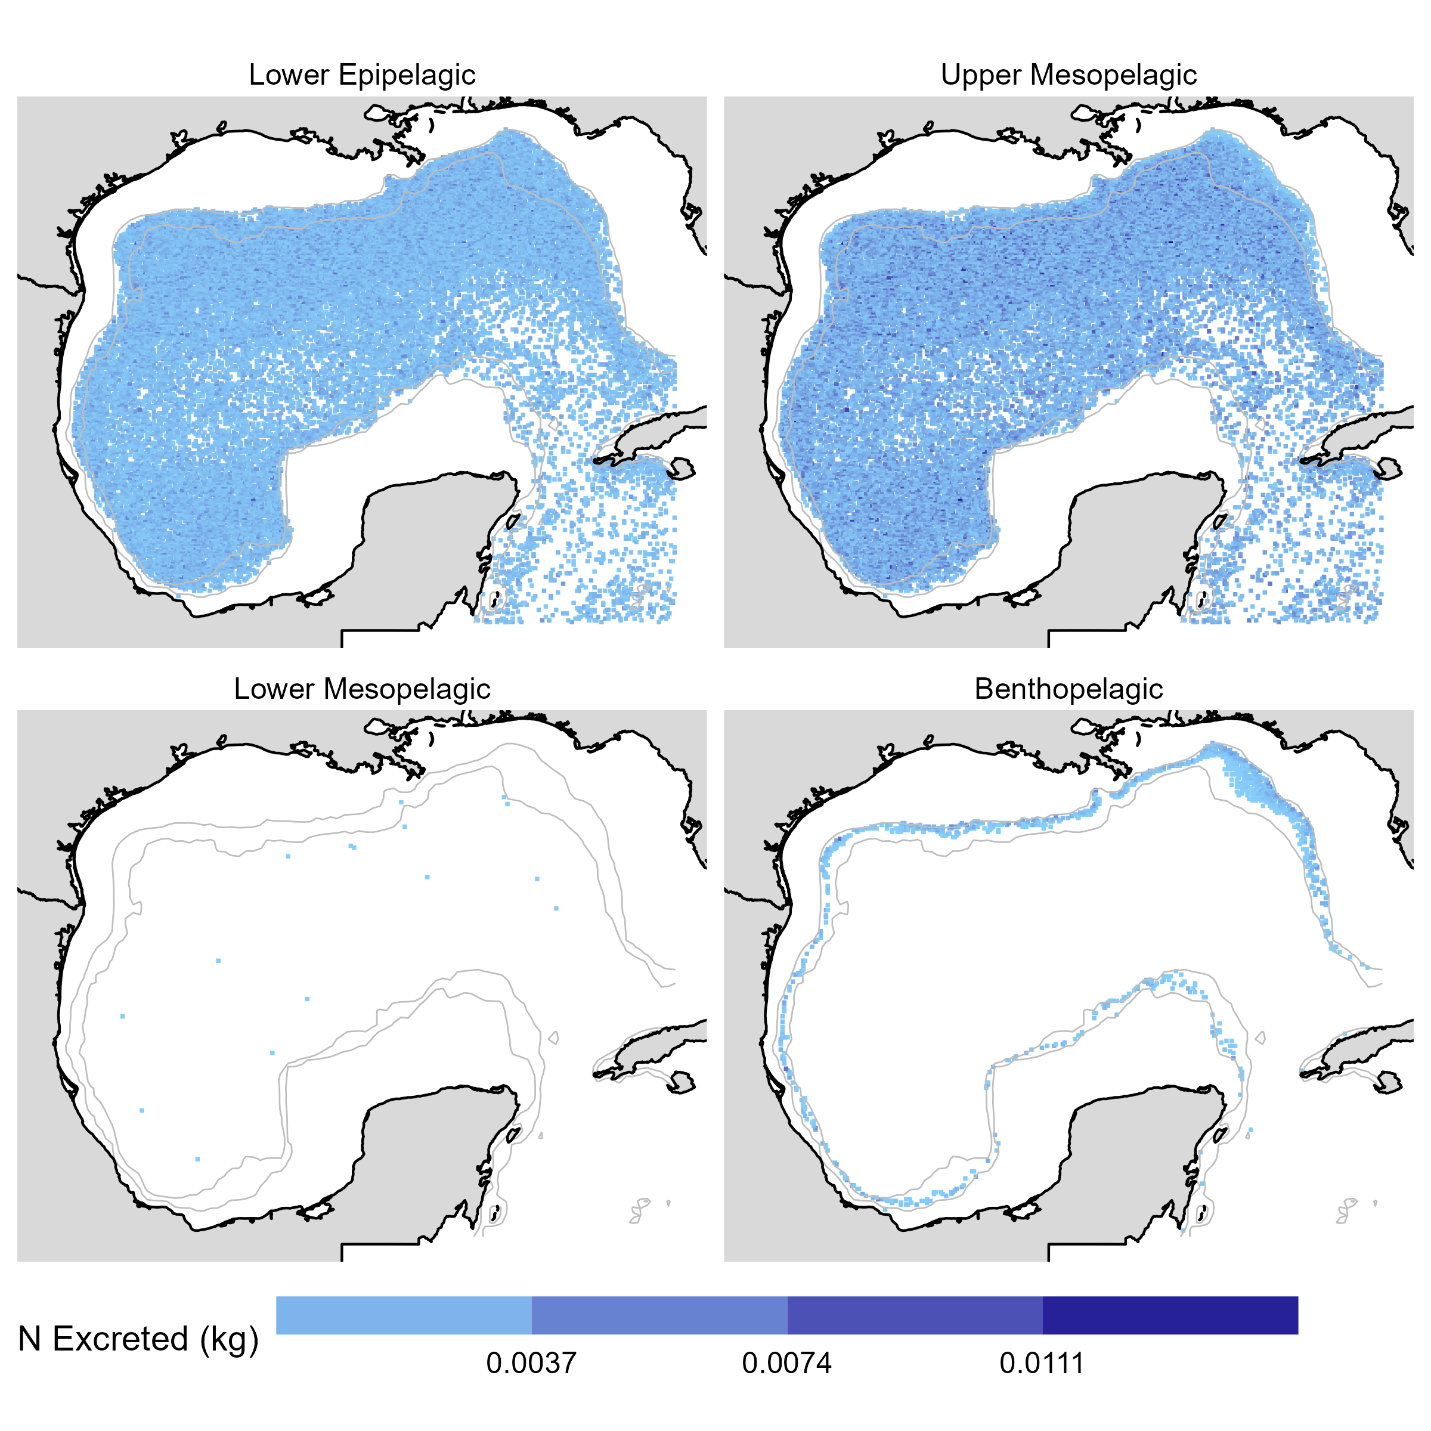 Lower Epipelagic
Upper Mesopelagic
Lower Mesopelagic
Benthopelagic
N Excreted (kg)
0.0037
0.0074
0.0111